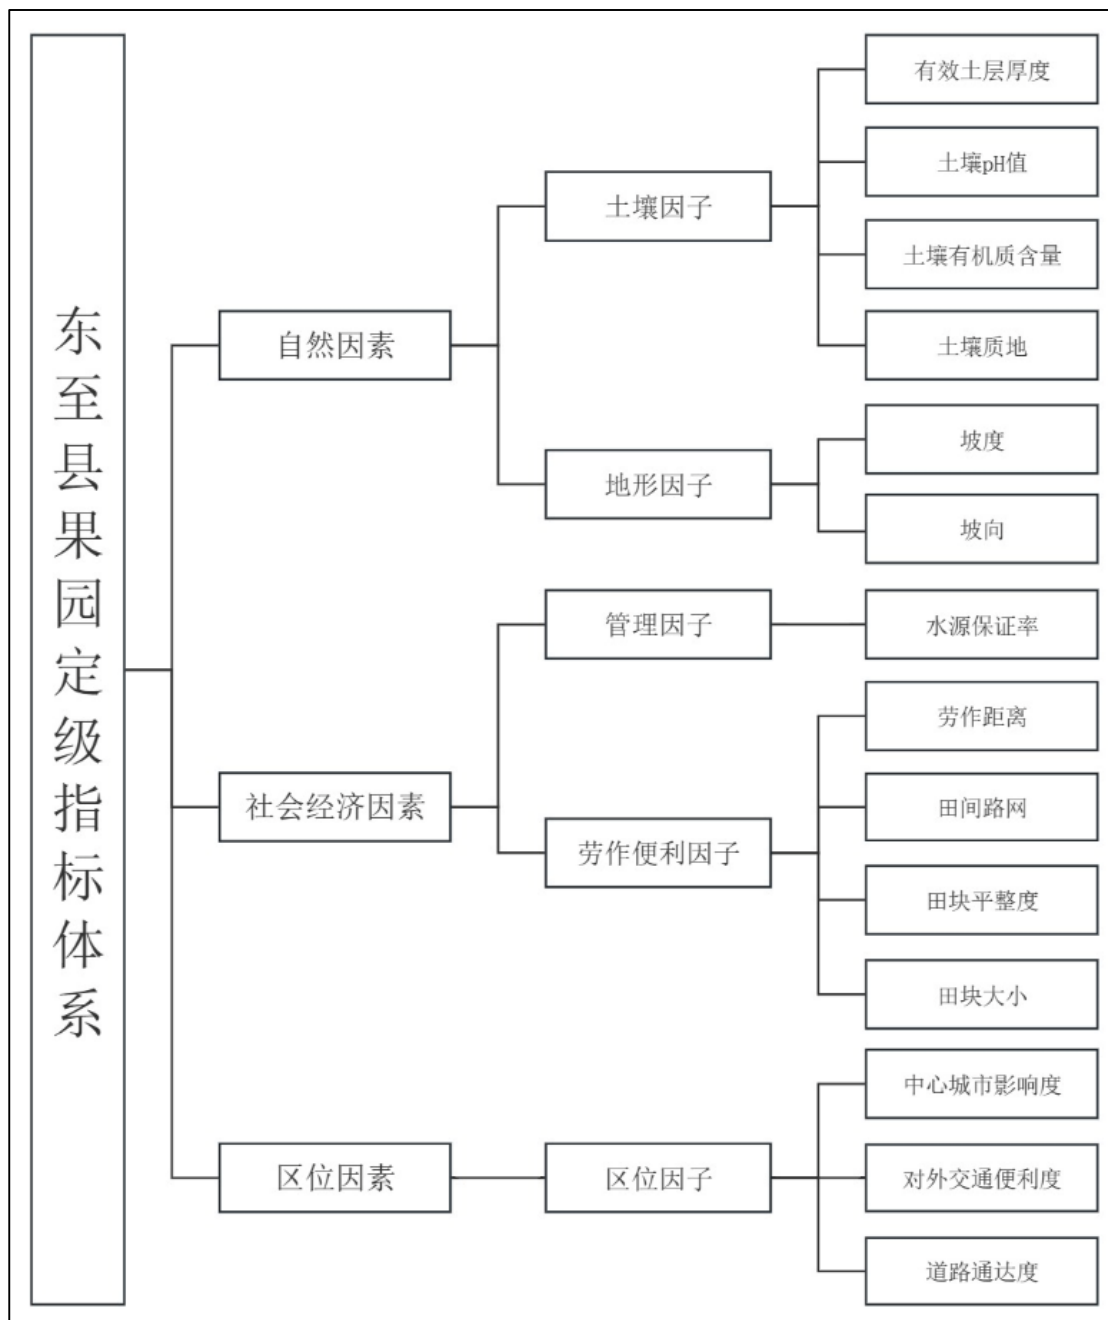 东至县果园定级指标体系
自然因素
土壤因子
有效土层厚度
土壤pH值
土壤有机质含量
土壤质地
地形因子
坡度
坡向
社会经济因素
管理因子
水源保证率
劳作便利因子
劳作距离
田间路网
田块平整度
田块大小
区位因素
区位因子
中心城市影响度
对外交通便利度
道路通达度